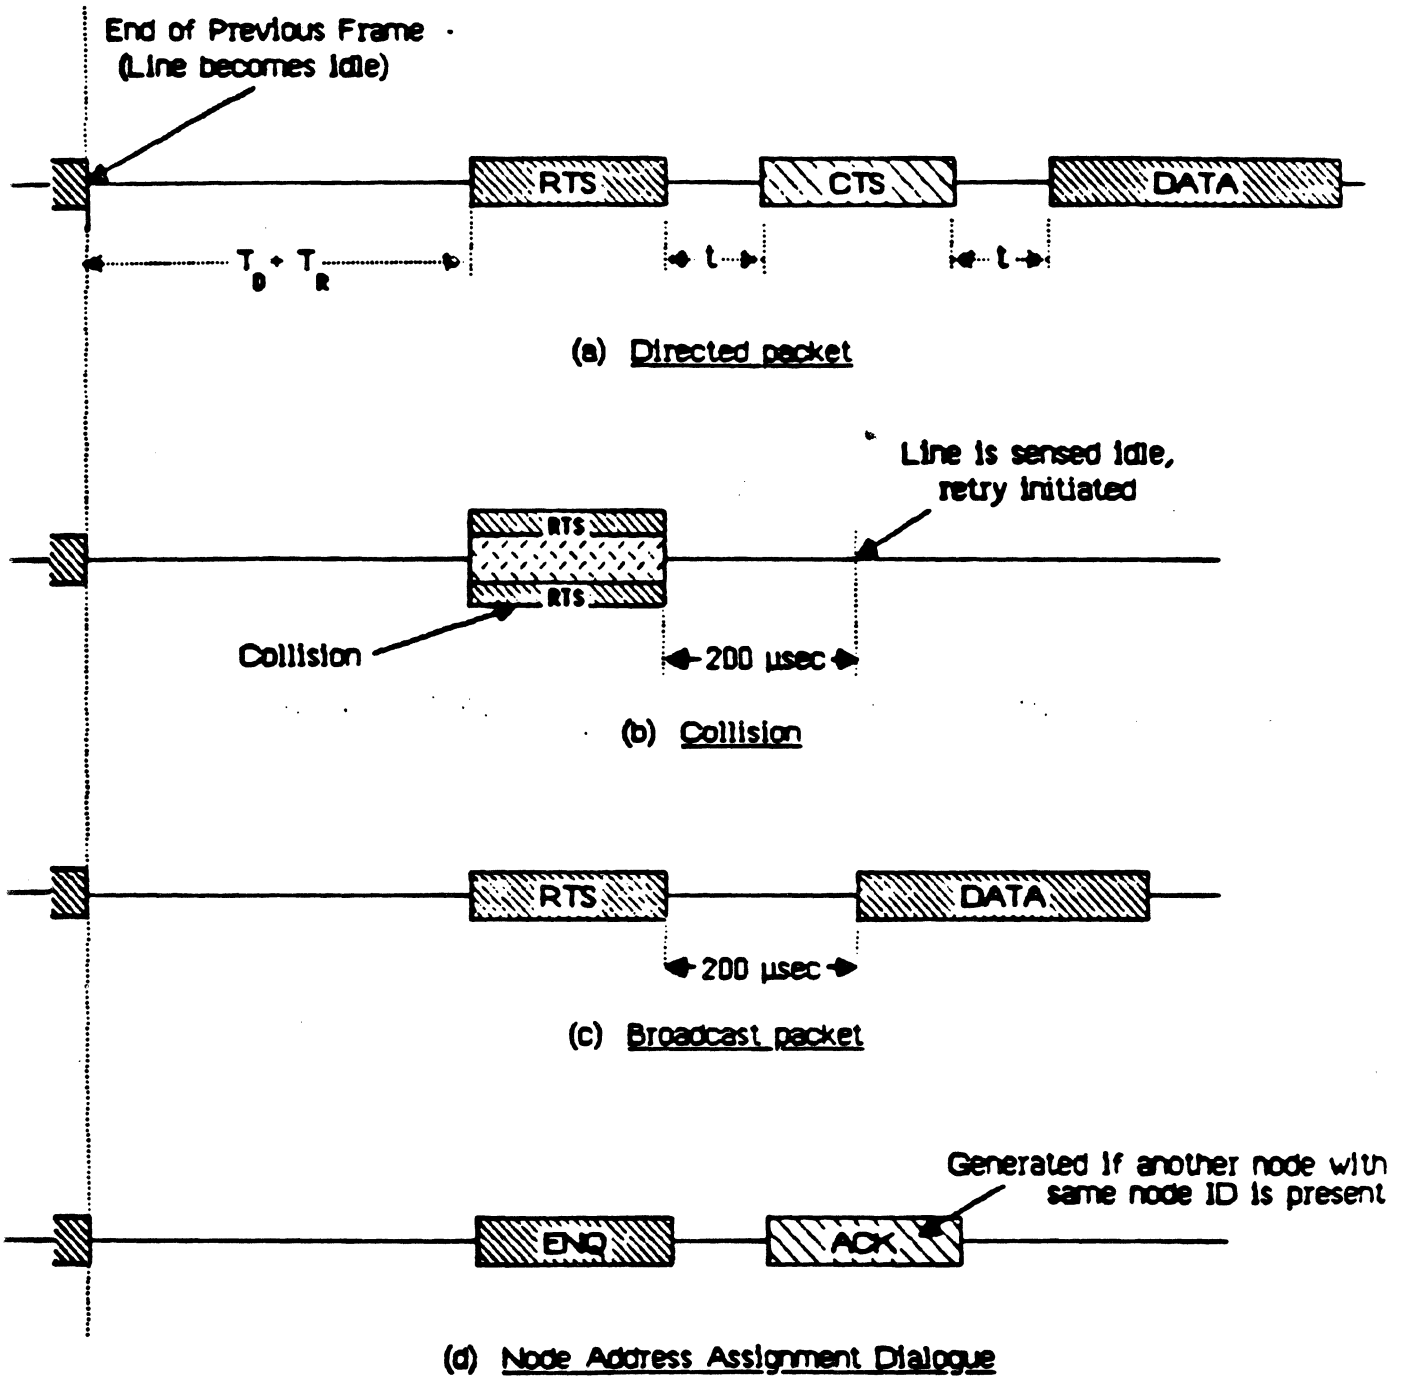 End of Previous Frame
(Line becomes idle)
RTS
CTS
DATA
T_D + T_R
t
t
(a) Directed packet
Line is sensed idle,
retry initiated
RTS
RTS
Collision
200 µsec
(b) Collision
RTS
DATA
200 µsec
(c) Broadcast packet
Generated if another node with
same node ID is present
ENQ
ACK
(d) Node Address Assignment Dialogue